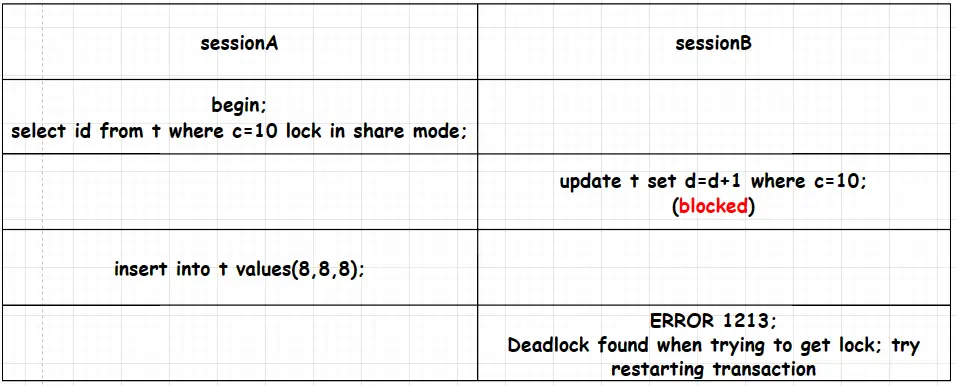 sessionA
sessionB
begin;
select id from t where c=10 lock in share mode;
update t set d=d+1 where c=10;
(blocked)
insert into t values(8,8,8);
ERROR 1213;
Deadlock found when trying to get lock; try
restarting transaction